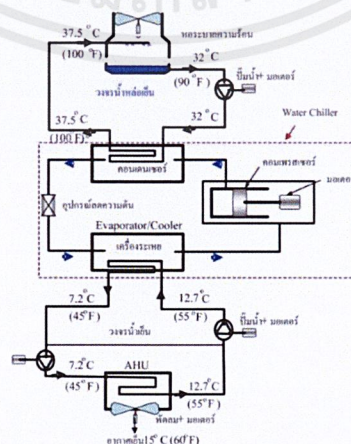 37.5 °C
(100 °F)
หอระบายความร้อน
32 °C
(90 °F)
วงจรน้ำหล่อเย็น
ปั๊มน้ำ+ มอเตอร์
37.5 °C
(100 F)
32 °C
Water Chiller
คอนเดนเซอร์
คอมเพรสเซอร์
มอเตอ
อุปกรณ์ลดความดัน
Evaporator/Cooler
เครื่องระเหย
7.2 °C
(45 °F)
12.7 °C
(55 °F)
วงจรน้ำเย็น
ปั๊มน้ำ+ มอเตอร์
7.2 °C
(45 °F)
AHU
12.7 °C
(55 °F)
พัดลม+ มอเตอร์
อากาศเย็น 15 °C (60 °F)